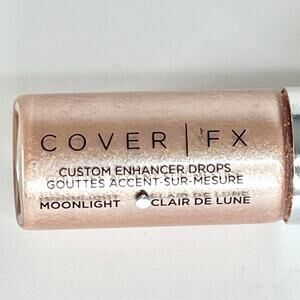 COVER | FX
CUSTOM ENHANCER DROPS
GOUTTES ACCENT-SUR-MESURE
MOONLIGHT CLAIR DE LUNE